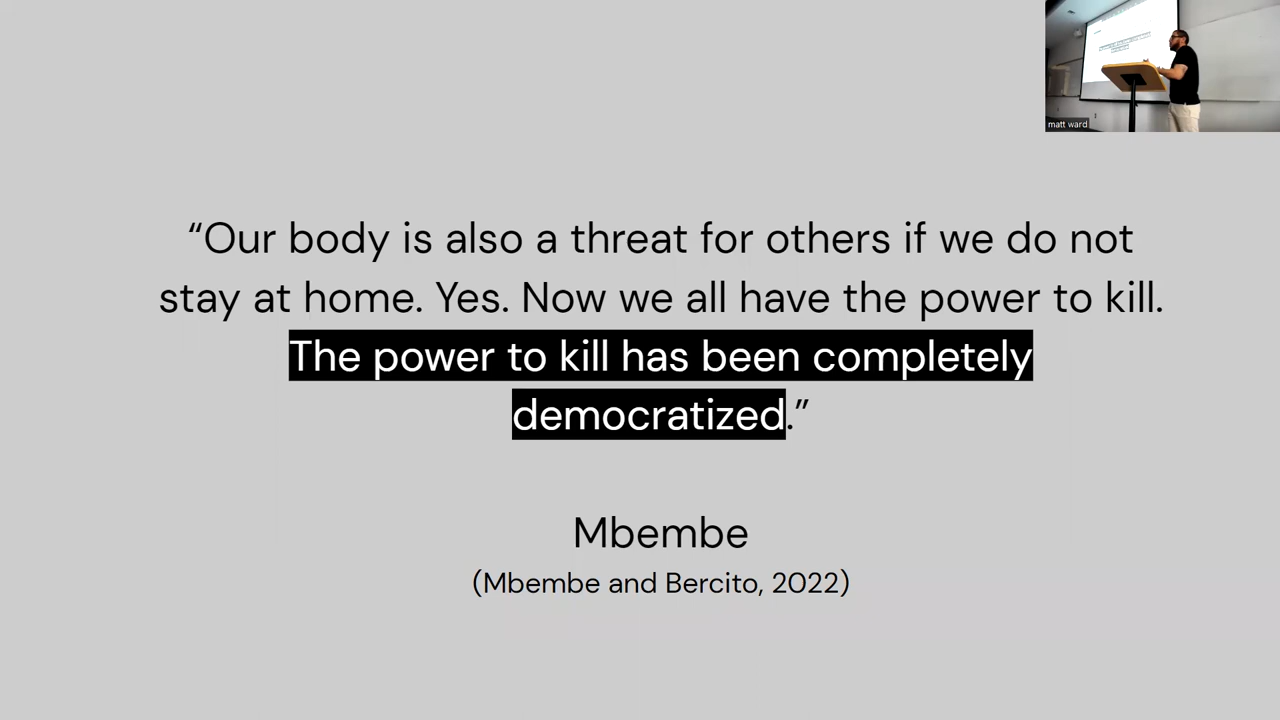 matt ward
“Our body is also a threat for others if we do not
stay at home. Yes. Now we all have the power to kill.
The power to kill has been completely
democratized.”
Mbembe
(Mbembe and Bercito, 2022)